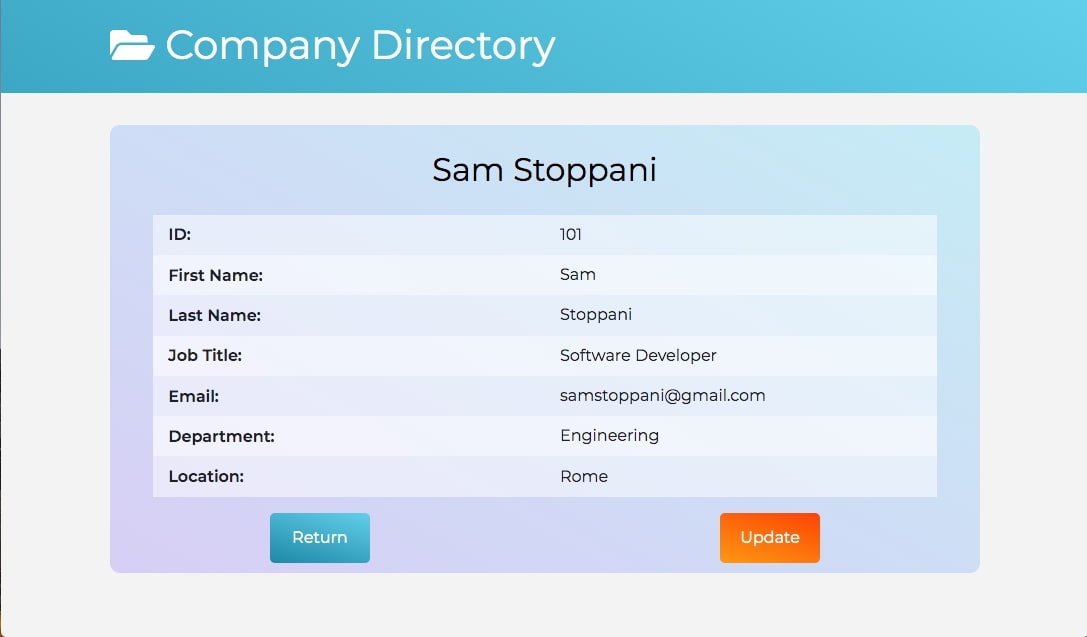 Company Directory
Sam Stoppani
ID: 101
First Name: Sam
Last Name: Stoppani
Job Title: Software Developer
Email: samstoppani@gmail.com
Department: Engineering
Location: Rome
Return Update